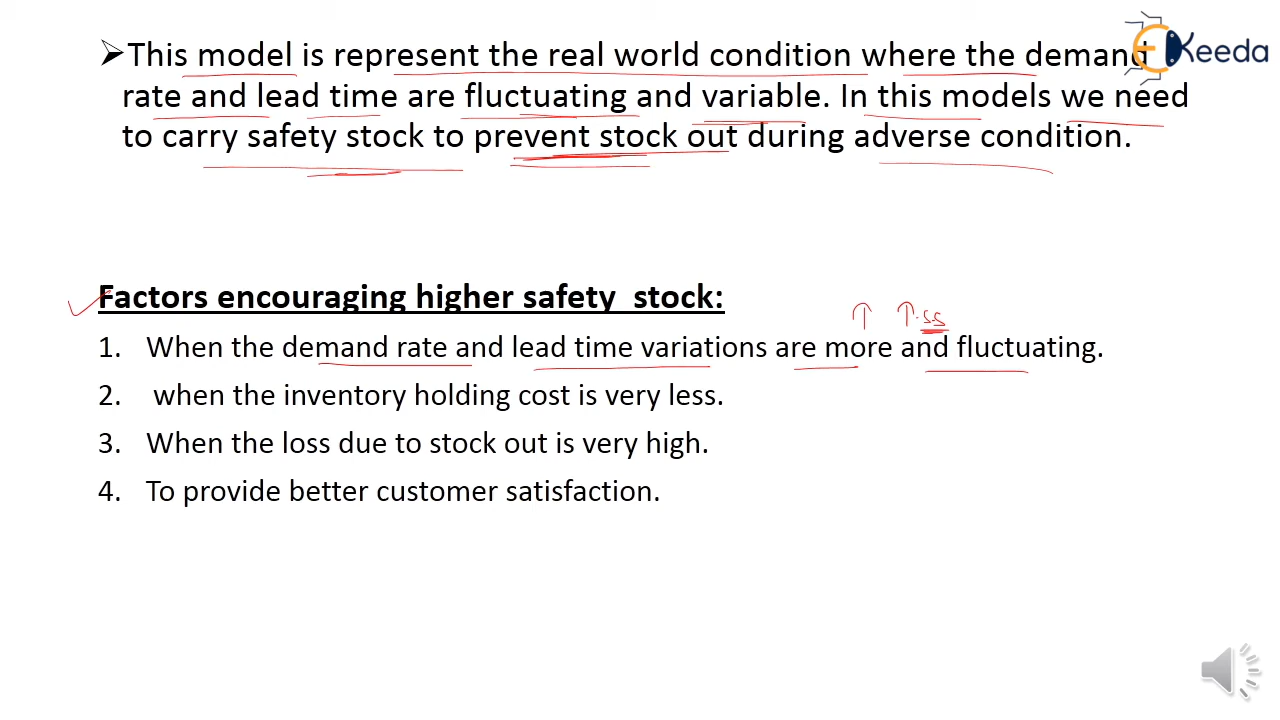 ➢This model is represent the real world condition where the demand
rate and lead time are fluctuating and variable. In this models we need
to carry safety stock to prevent stock out during adverse condition.
Ekeeda
Factors encouraging higher safety stock:
↑ ↑.ss
1. When the demand rate and lead time variations are more and fluctuating.
2. when the inventory holding cost is very less.
3. When the loss due to stock out is very high.
4. To provide better customer satisfaction.